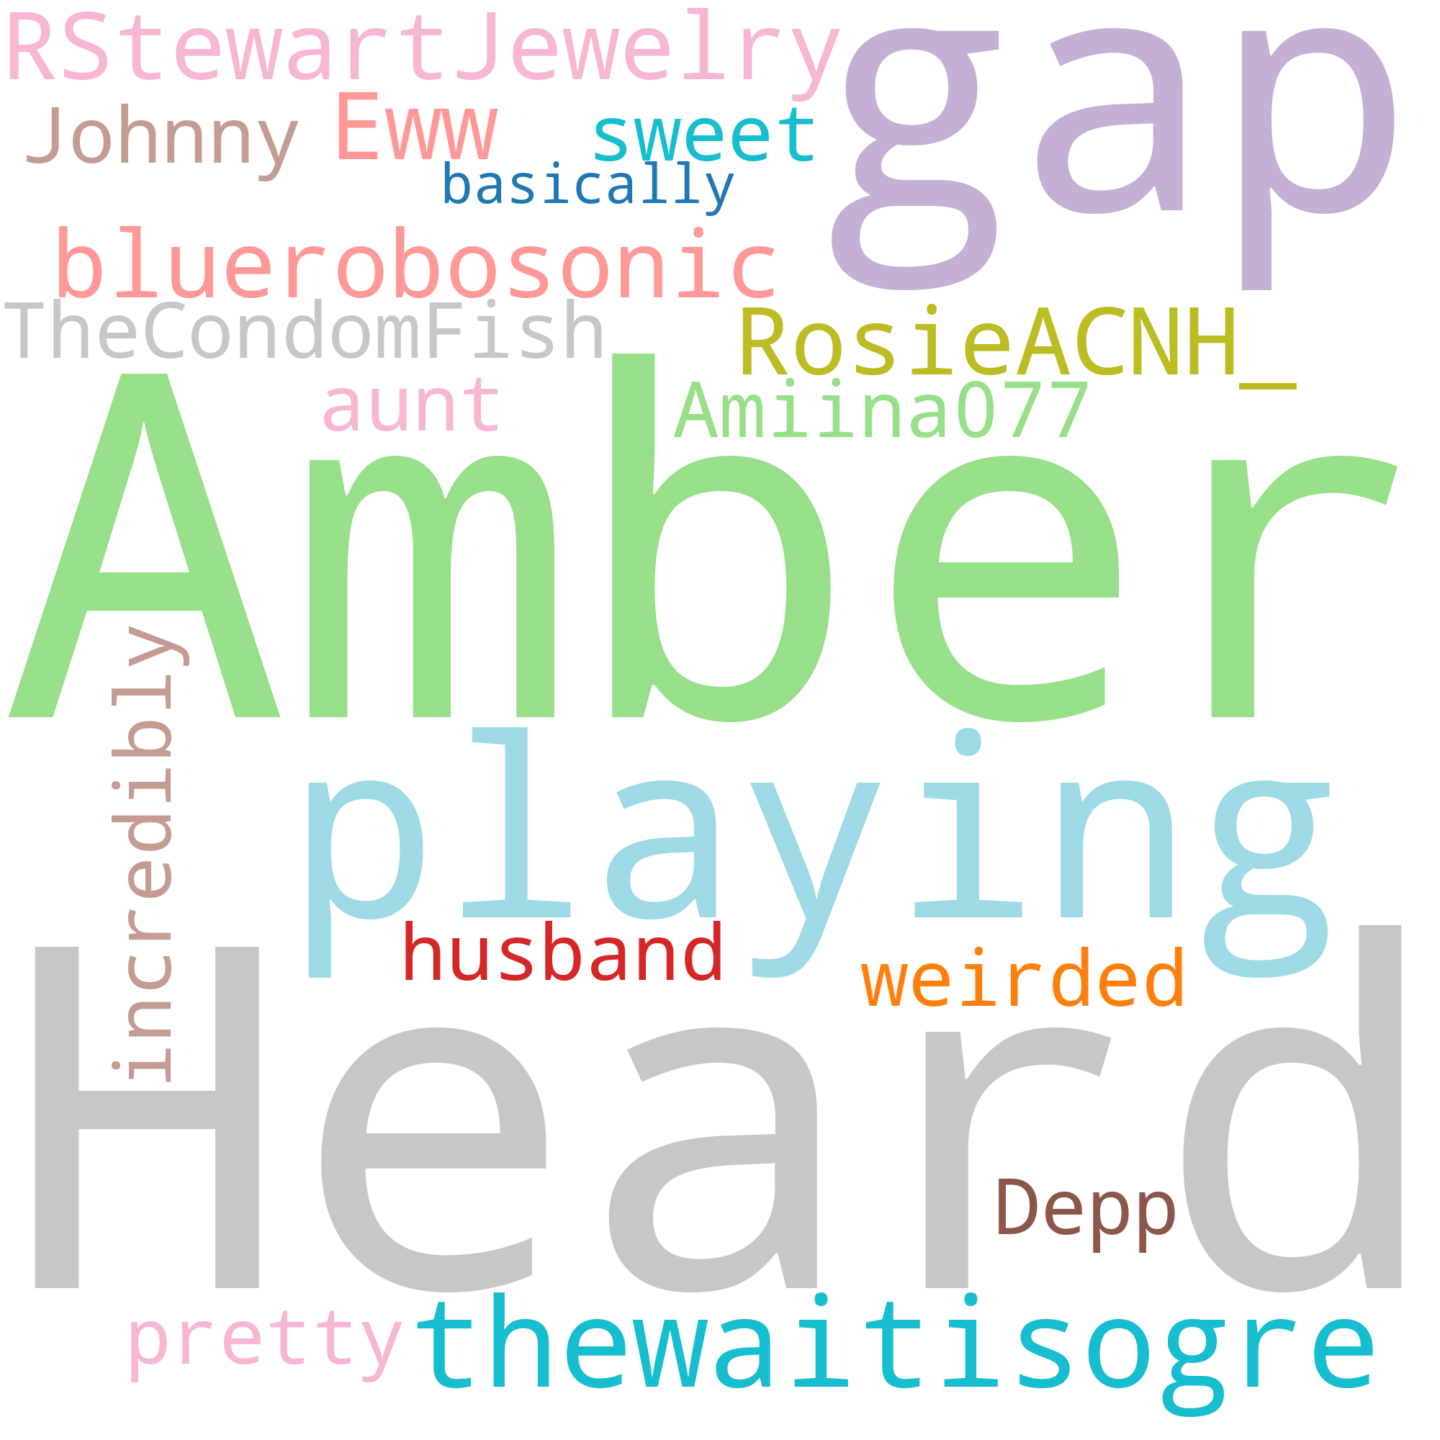 RStewartJewelry
gap
Johnny
Eww
sweet
basically
bluerobosonic
TheCondomFish
RosieACNH_
aunt
Amiina077
Amber
incredibly
playing
husband
weirded
Heard
Depp
pretty
thewaitisogre